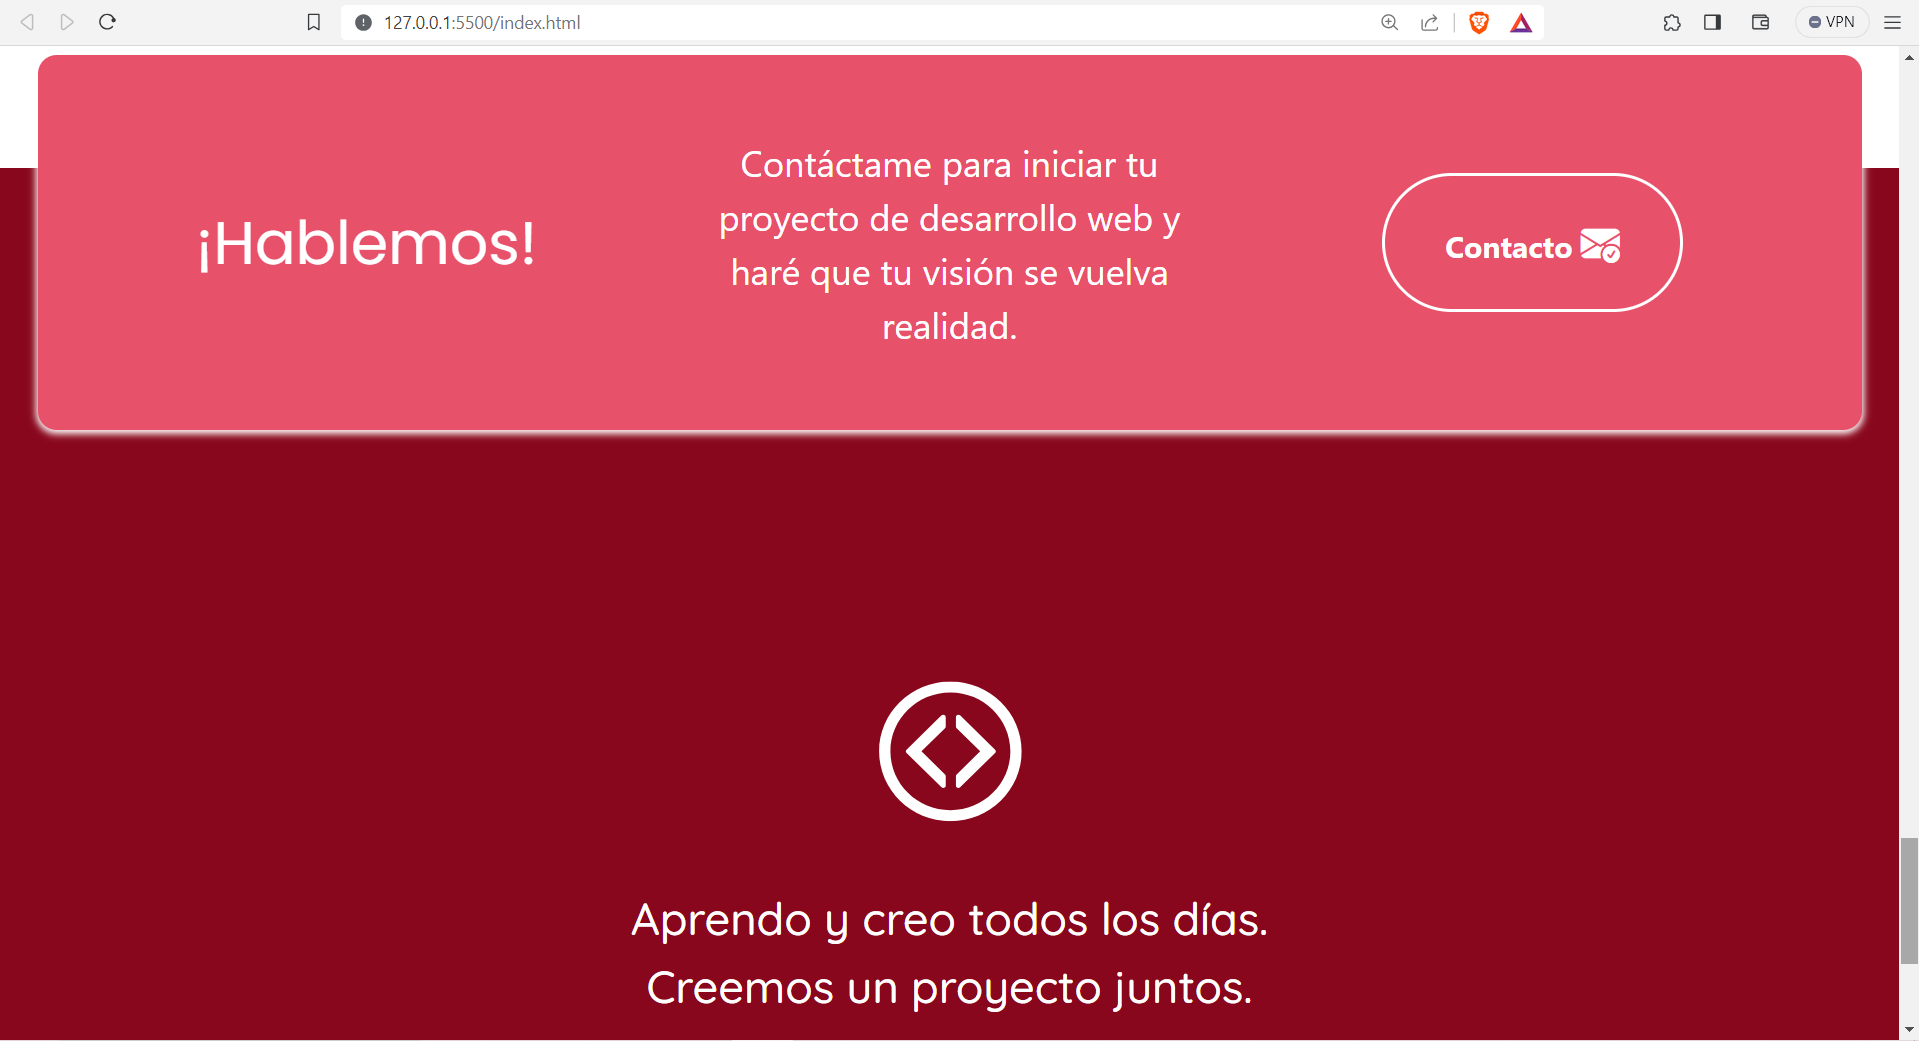 127.0.0.1:5500/index.html
VPN
¡Hablemos!
Contáctame para iniciar tu
proyecto de desarrollo web y
haré que tu visión se vuelva
realidad.
Contacto
Aprendo y creo todos los días.
Creemos un proyecto juntos.